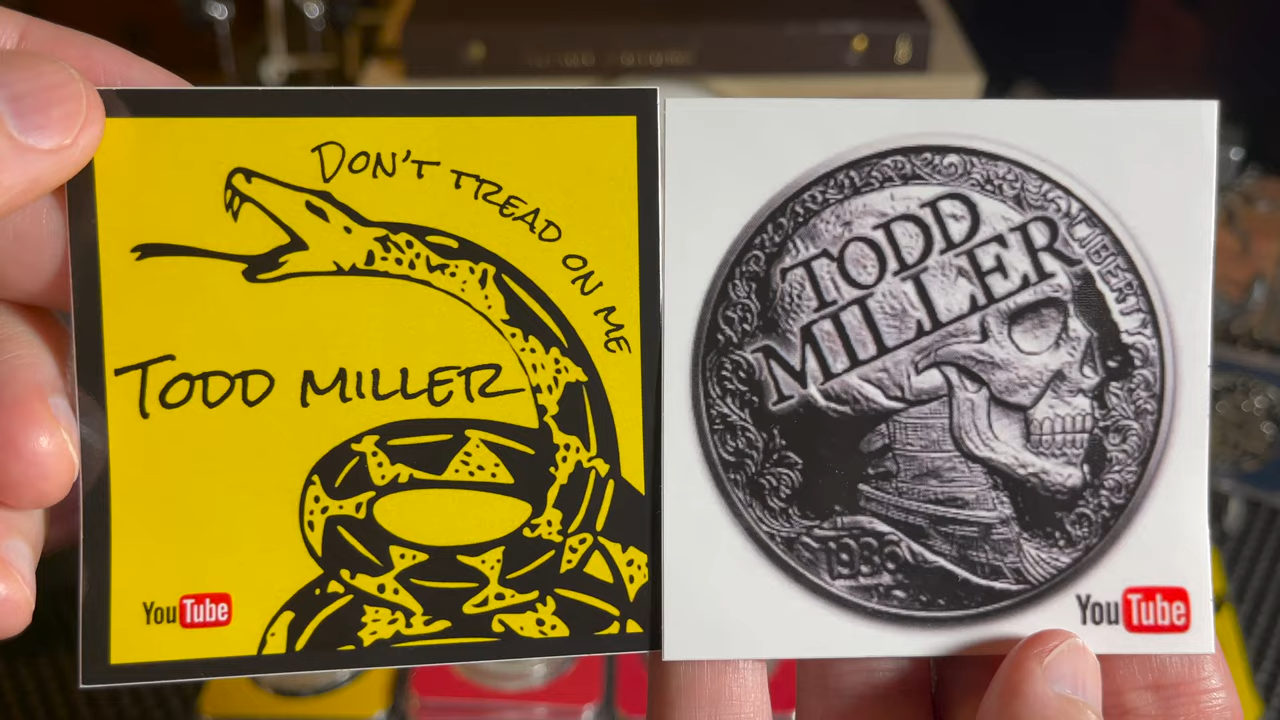 DON'T TREAD ON ME
TODD MILLER
YouTube
TODD
MILLER
LIBERTY
1936
YouTube